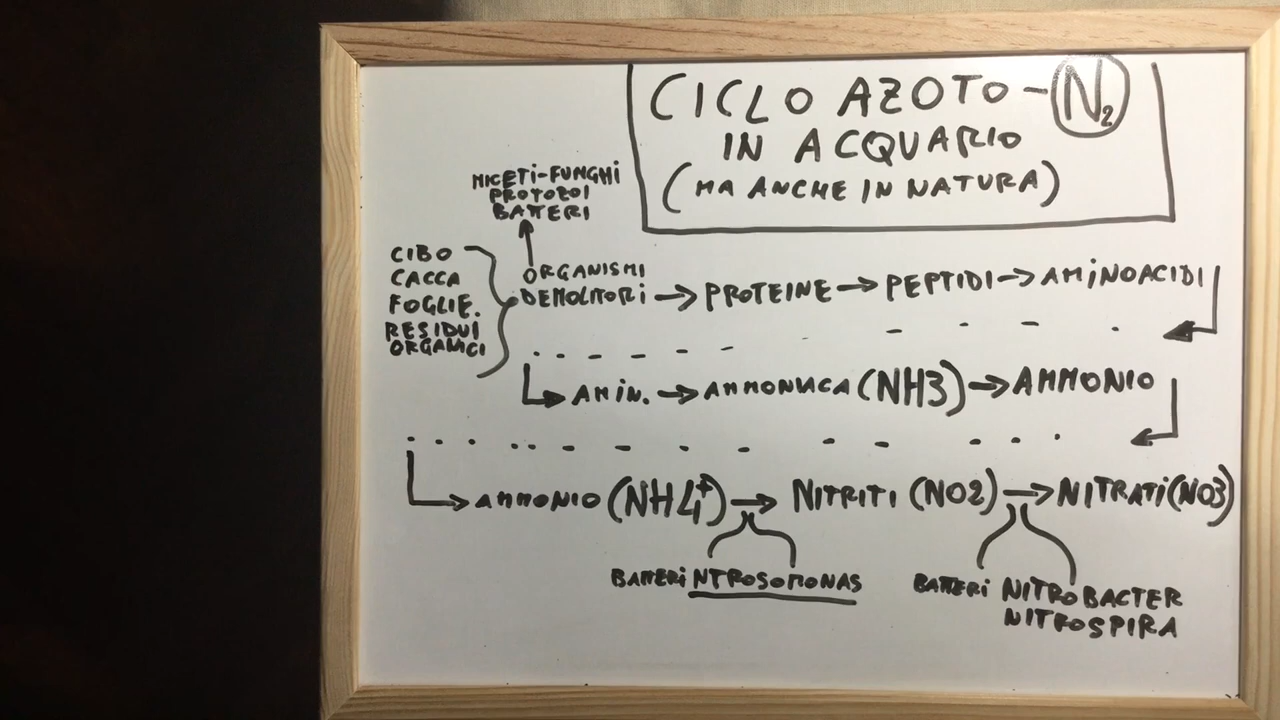 CICLO AZOTO - N2
IN ACQUARIO
(MA ANCHE IN NATURA)
MICETI-FUNGHI
PROTOZOI
BATTERI
CIBO
CACCA
FOGLIE.
RESIDUI
ORGANICI
ORGANISMI
DEMOLITORI → PROTEINE → PEPTIDI → AMINOACIDI
AMIN. → AMMONIACA (NH3) → AMMONIO
AMMONIO (NH4+) → NITRITI (NO2) → NITRATI (NO3)
BATTERI NTROSOMONAS
BATTERI NITROBACTER
NITROSPIRA